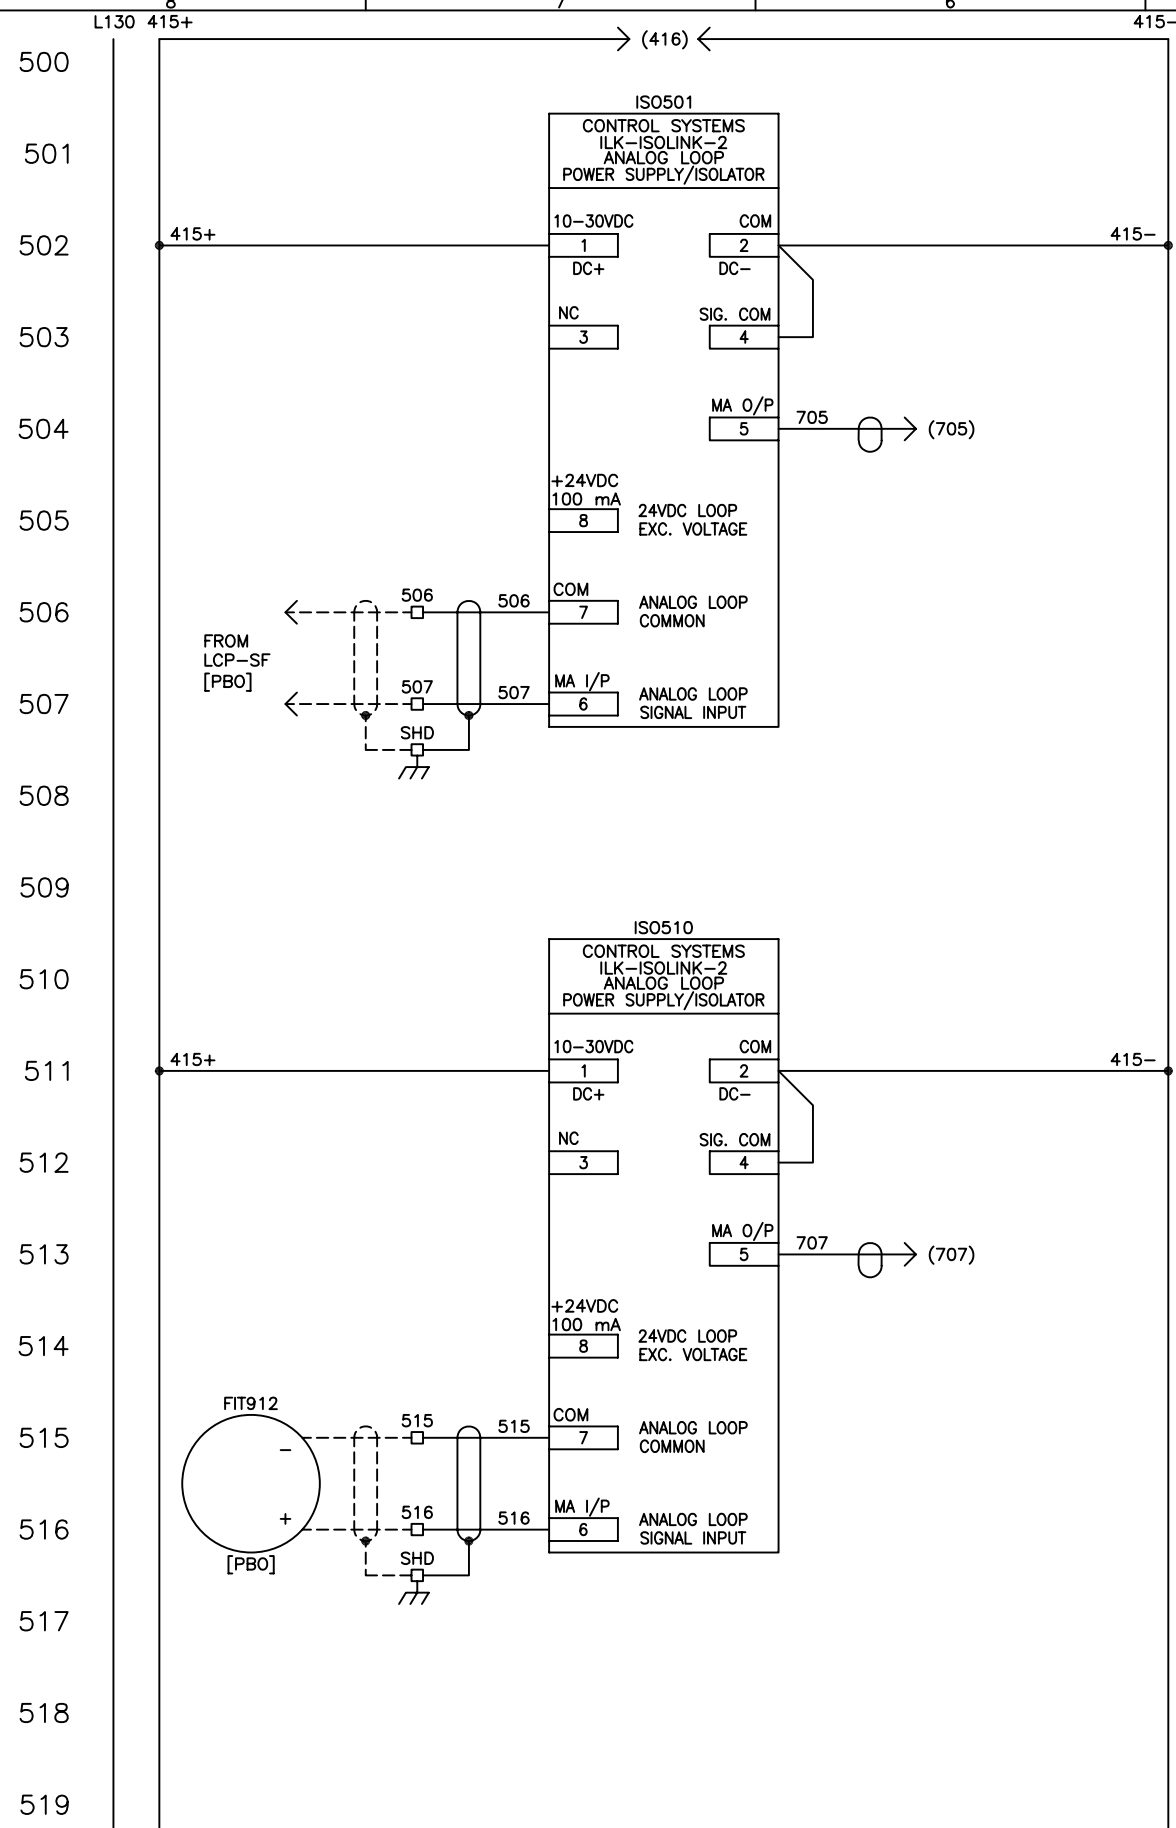 8 7 6
L130 415+ 415-
(416)
500
ISO501
CONTROL SYSTEMS
ILK-ISOLINK-2
ANALOG LOOP
POWER SUPPLY/ISOLATOR
501
10-30VDC COM
502 415+ 1 2 415-
DC+ DC-
NC SIG. COM
503 3 4
MA O/P
504 5 705 (705)
+24VDC
100 mA
505 8 24VDC LOOP
EXC. VOLTAGE
506 506 506 COM
7 ANALOG LOOP
COMMON
FROM
LCP-SF
[PBO]
507 507 507 MA I/P
6 ANALOG LOOP
SIGNAL INPUT
SHD
508
509
ISO510
CONTROL SYSTEMS
ILK-ISOLINK-2
ANALOG LOOP
POWER SUPPLY/ISOLATOR
510
10-30VDC COM
511 415+ 1 2 415-
DC+ DC-
NC SIG. COM
512 3 4
MA O/P
513 5 707 (707)
+24VDC
100 mA
514 8 24VDC LOOP
EXC. VOLTAGE
FIT912
515 - 515 515 COM
7 ANALOG LOOP
COMMON
516 + 516 516 MA I/P
6 ANALOG LOOP
SIGNAL INPUT
[PBO]
SHD
517
518
519